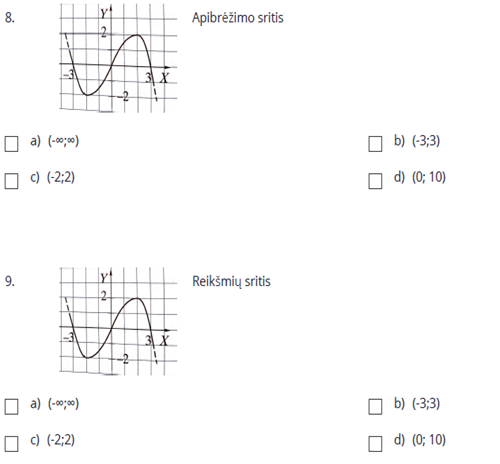 8. Apibrėžimo sritis
Y
2
-3 3 X
-2
a) (-∞;∞) b) (-3;3)
c) (-2;2) d) (0; 10)
9. Reikšmių sritis
Y
2
-3 3 X
-2
a) (-∞;∞) b) (-3;3)
c) (-2;2) d) (0; 10)